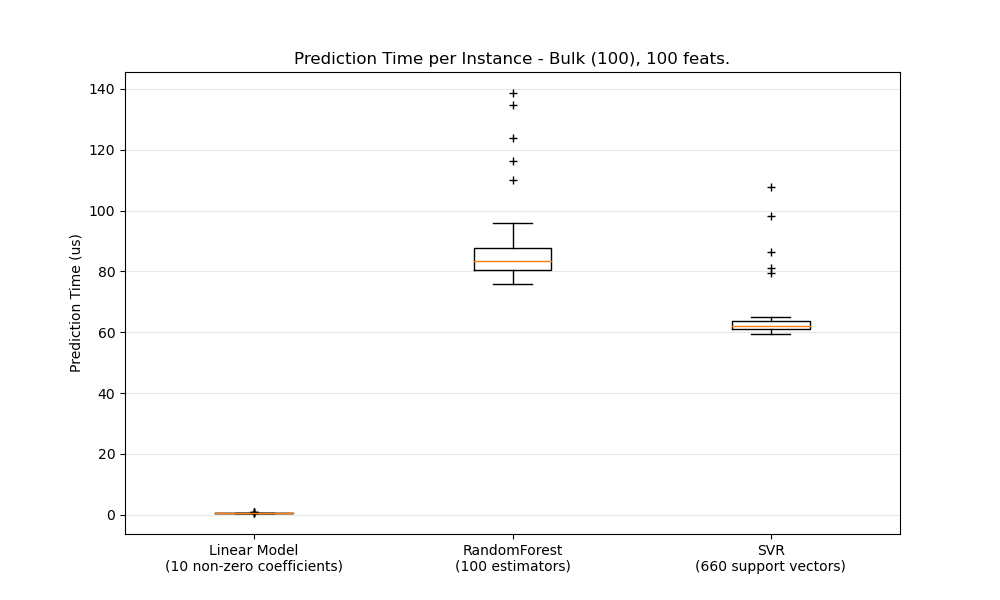 Prediction Time per Instance - Bulk (100), 100 feats.
140
120
100
80
60
40
20
0
Prediction Time (us)
Linear Model
(10 non-zero coefficients)
RandomForest
(100 estimators)
SVR
(660 support vectors)